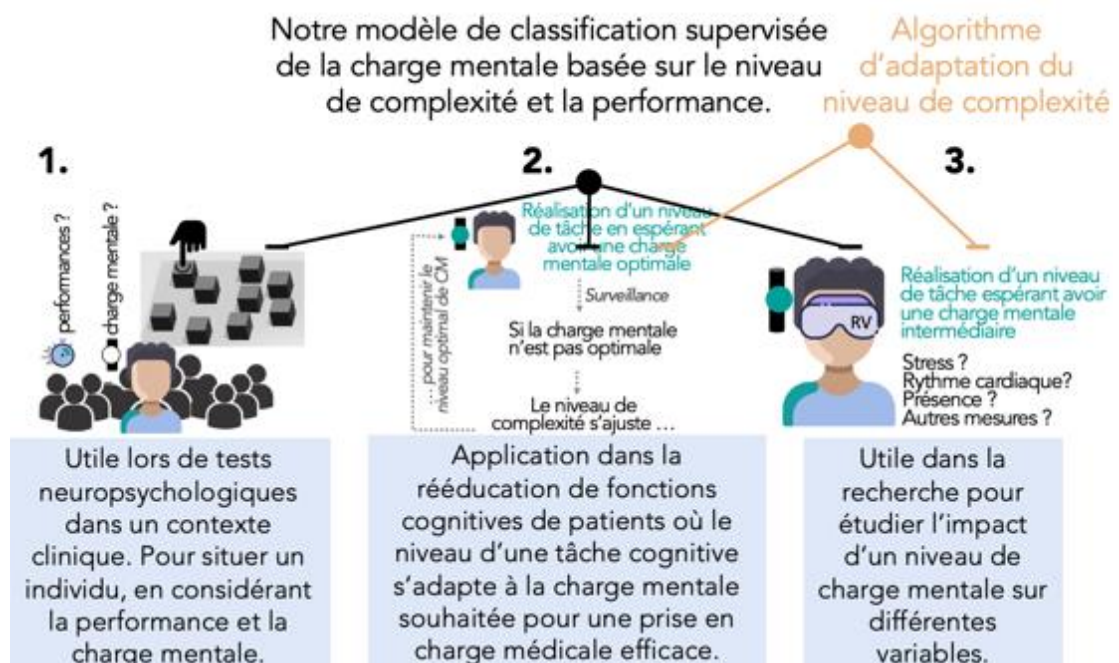 Notre modèle de classification supervisée
de la charge mentale basée sur le niveau
de complexité et la performance.
Algorithme
d'adaptation du
niveau de complexité
1.
performances ?
charge mentale ?
Utile lors de tests
neuropsychologiques
dans un contexte
clinique. Pour situer un
individu, en considérant
la performance et la
charge mentale.
2.
Réalisation d'un niveau
de tâche en espérant
avoir une charge
mentale optimale
Surveillance
Si la charge mentale
n'est pas optimale
Le niveau de
complexité s'ajuste ...
... pour maintenir le
niveau optimal de CM
Application dans la
rééducation de fonctions
cognitives de patients où le
niveau d'une tâche cognitive
s'adapte à la charge mentale
souhaitée pour une prise en
charge médicale efficace.
3.
RV
Réalisation d'un niveau
de tâche espérant avoir
une charge mentale
intermédiaire
Stress ?
Rythme cardiaque?
Présence ?
Autres mesures ?
Utile dans la
recherche pour
étudier l'impact
d'un niveau de
charge mentale sur
différentes
variables.